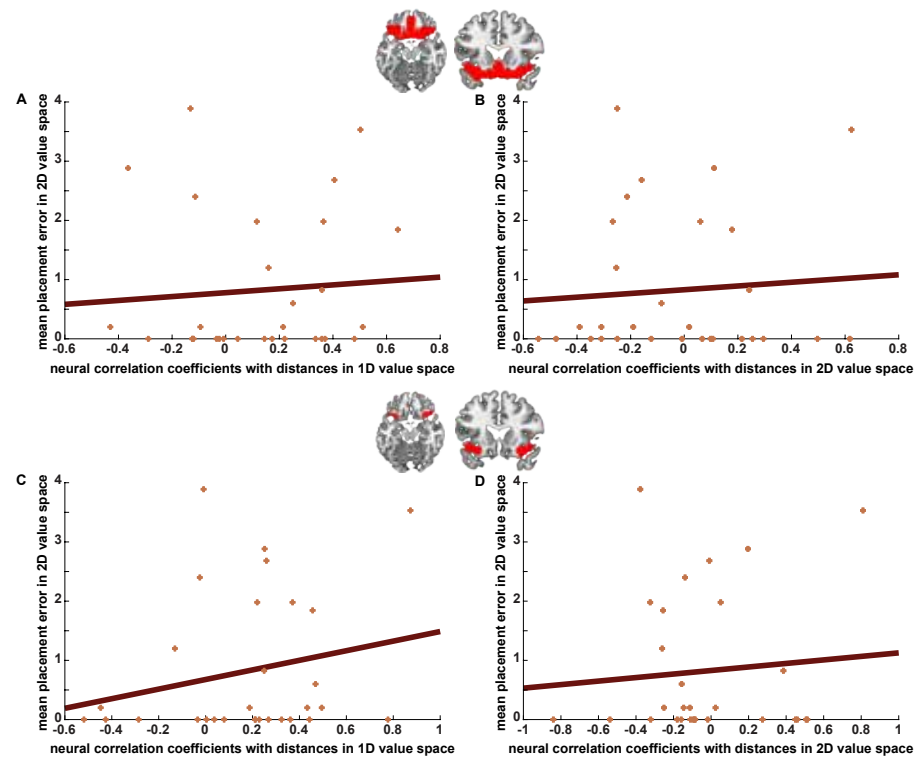 A
mean placement error in 2D value space
4
3
2
1
0
-0.6 -0.4 -0.2 0 0.2 0.4 0.6 0.8
neural correlation coefficients with distances in 1D value space
B
mean placement error in 2D value space
4
3
2
1
0
-0.6 -0.4 -0.2 0 0.2 0.4 0.6 0.8
neural correlation coefficients with distances in 2D value space
C
mean placement error in 2D value space
4
3
2
1
0
-0.6 -0.4 -0.2 0 0.2 0.4 0.6 0.8 1
neural correlation coefficients with distances in 1D value space
D
mean placement error in 2D value space
4
3
2
1
0
-1 -0.8 -0.6 -0.4 -0.2 0 0.2 0.4 0.6 0.8 1
neural correlation coefficients with distances in 2D value space